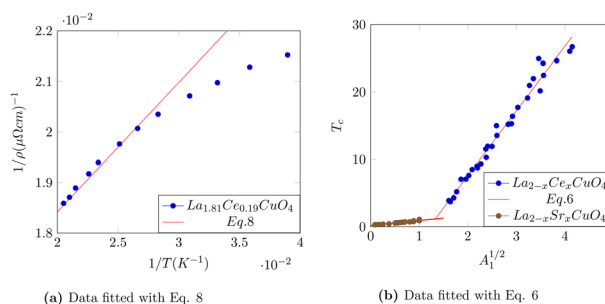 ·10⁻²
2.2
2.1
2
1.9
1.8
1/ρ(μΩcm)⁻¹
2
2.5
3
3.5
4
1/T(K⁻¹)
·10⁻²
La₁.₈₁Ce₀.₁₉CuO₄
Eq.8
(a) Data fitted with Eq. 8
30
20
10
0
T_c
0
1
2
3
4
A₁^{1/2}
La₂₋ₓCeₓCuO₄
Eq.6
La₂₋ₓSrₓCuO₄
(b) Data fitted with Eq. 6